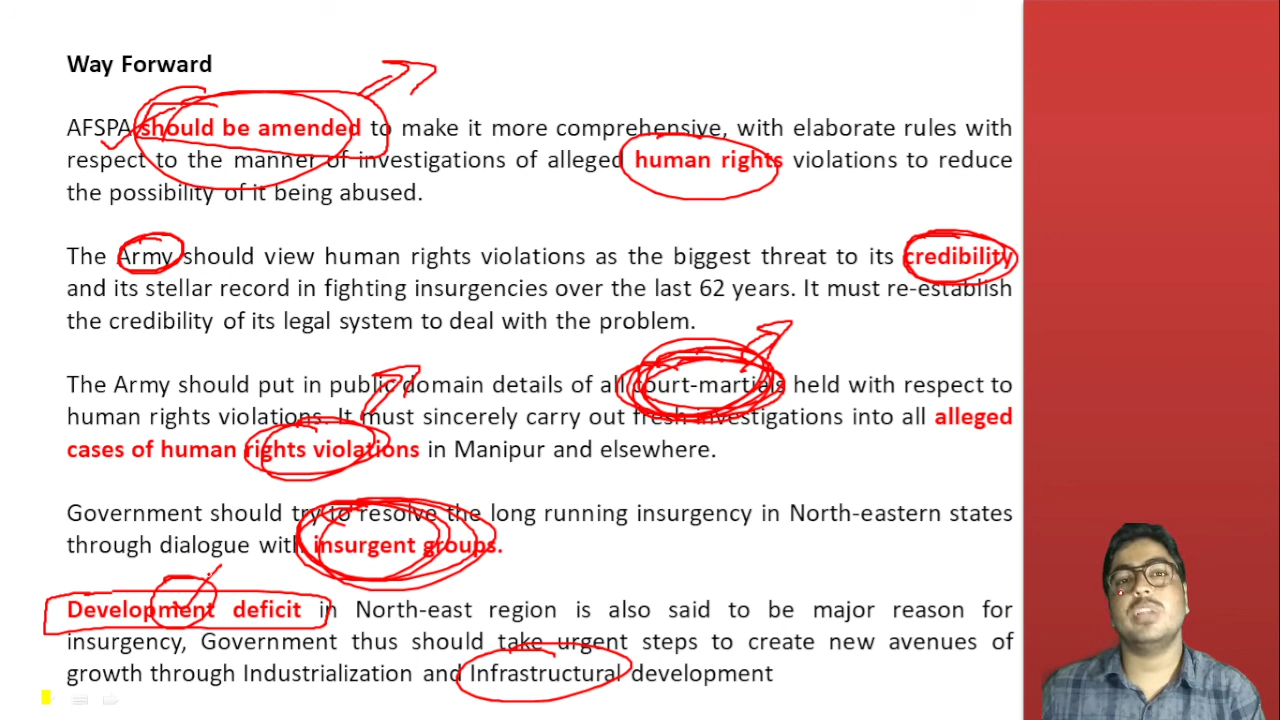 Way Forward
AFSPA should be amended to make it more comprehensive, with elaborate rules with
respect to the manner of investigations of alleged human rights violations to reduce
the possibility of it being abused.
The Army should view human rights violations as the biggest threat to its credibility
and its stellar record in fighting insurgencies over the last 62 years. It must re-establish
the credibility of its legal system to deal with the problem.
The Army should put in public domain details of all court-martials held with respect to
human rights violations. It must sincerely carry out fresh investigations into all alleged
cases of human rights violations in Manipur and elsewhere.
Government should try to resolve the long running insurgency in North-eastern states
through dialogue with insurgent groups.
Development deficit in North-east region is also said to be major reason for
insurgency, Government thus should take urgent steps to create new avenues of
growth through Industrialization and Infrastructural development